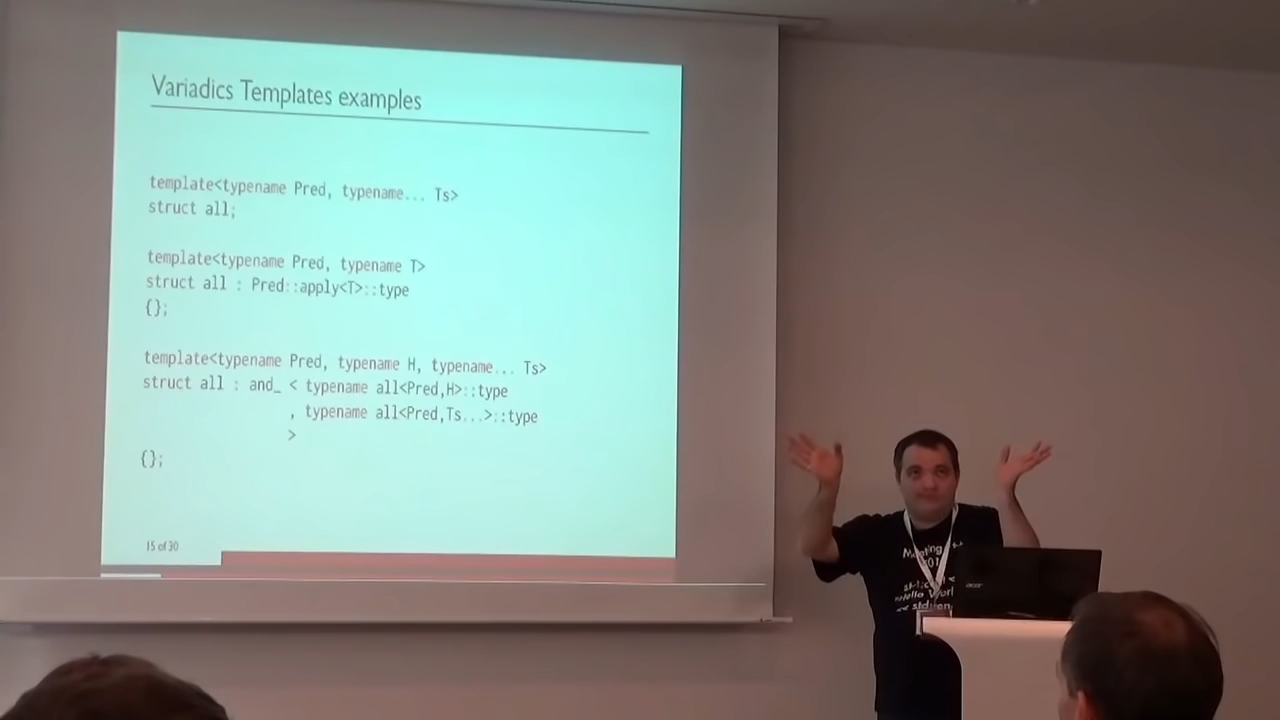 Variadics Templates examples
template<typename Pred, typename... Ts>
struct all;
template<typename Pred, typename T>
struct all : Pred::apply<T>::type
{};
template<typename Pred, typename H, typename... Ts>
struct all : and_ < typename all<Pred,H>::type
, typename all<Pred,Ts...>::type
>
{};
15 of 30
acer